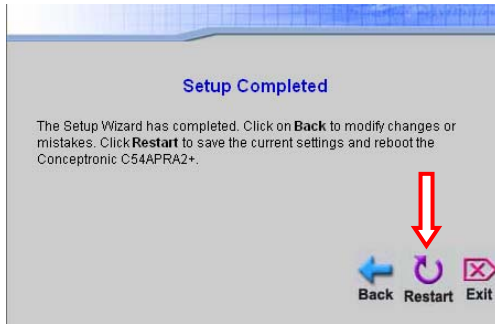 Setup Completed
The Setup Wizard has completed. Click on Back to modify changes or
mistakes. Click Restart to save the current settings and reboot the
Conceptronic C54APRA2+.
Back Restart Exit